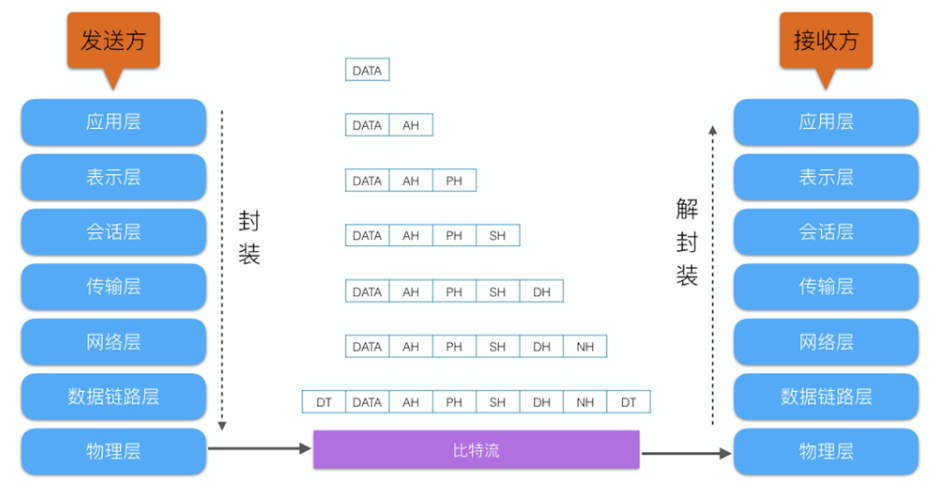 发送方
接收方
DATA
应用层
DATA AH
应用层
表示层
DATA AH PH
表示层
会话层
封装
DATA AH PH SH
解封装
会话层
传输层
DATA AH PH SH DH
传输层
网络层
DATA AH PH SH DH NH
网络层
数据链路层
DT DATA AH PH SH DH NH DT
数据链路层
物理层
比特流
物理层